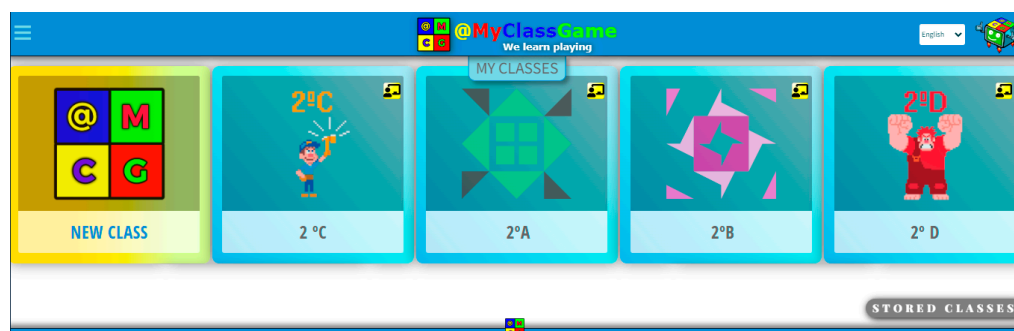 @ M
C G
@MyClassGame
We learn playing
English
MY CLASSES
@ M
C G
NEW CLASS
2ºC
2 ºC
2ºA
2ºB
2ºD
2º D
STORED CLASSES